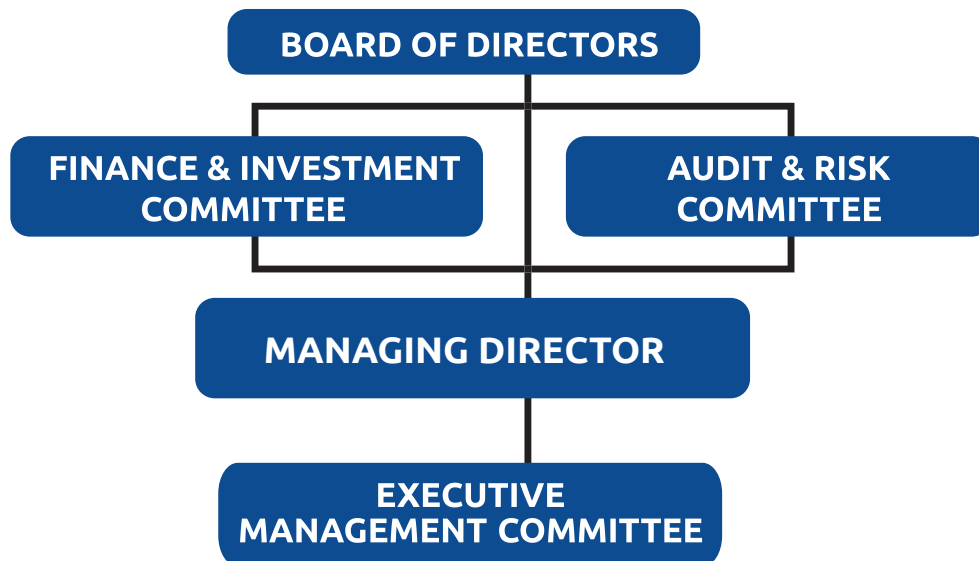 BOARD OF DIRECTORS
FINANCE & INVESTMENT
COMMITTEE
AUDIT & RISK
COMMITTEE
MANAGING DIRECTOR
EXECUTIVE
MANAGEMENT COMMITTEE